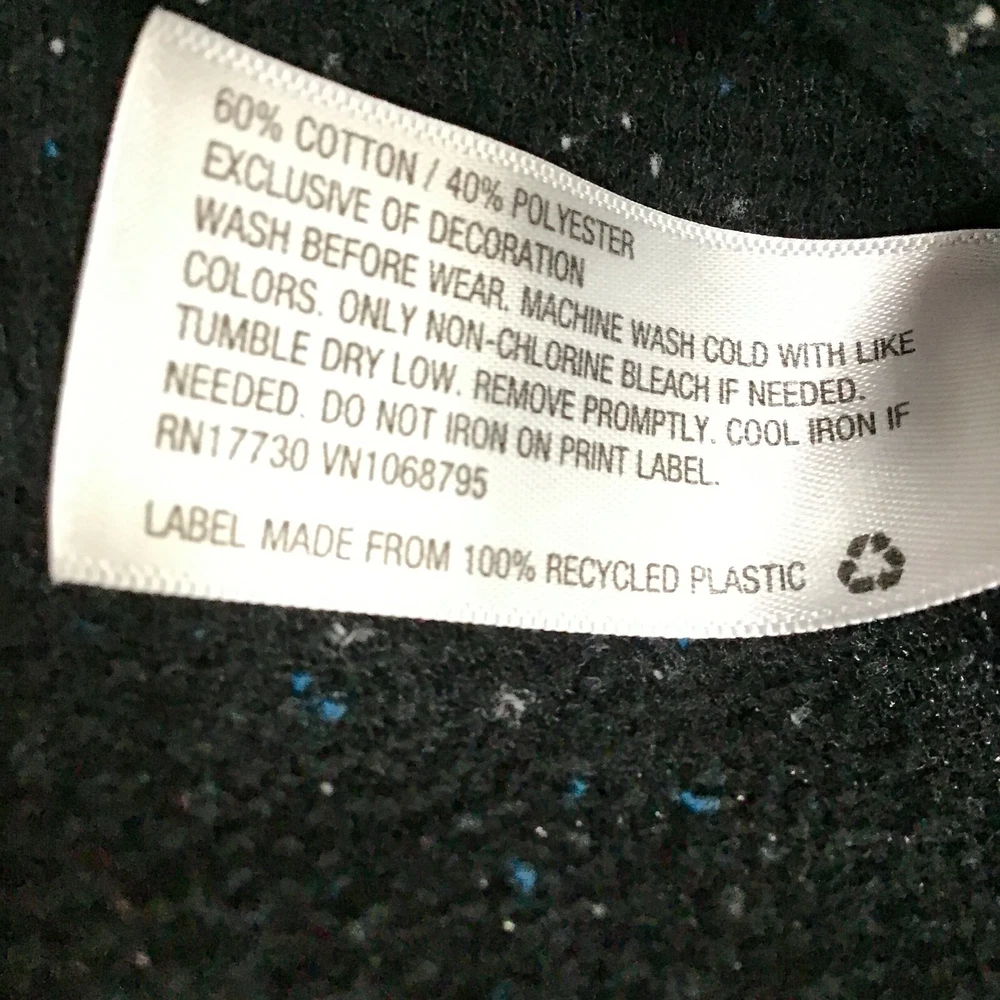 60% COTTON / 40% POLYESTER
EXCLUSIVE OF DECORATION
WASH BEFORE WEAR. MACHINE WASH COLD WITH LIKE
COLORS. ONLY NON-CHLORINE BLEACH IF NEEDED.
TUMBLE DRY LOW. REMOVE PROMPTLY. COOL IRON IF
NEEDED. DO NOT IRON ON PRINT LABEL.
RN17730 VN1068795
LABEL MADE FROM 100% RECYCLED PLASTIC